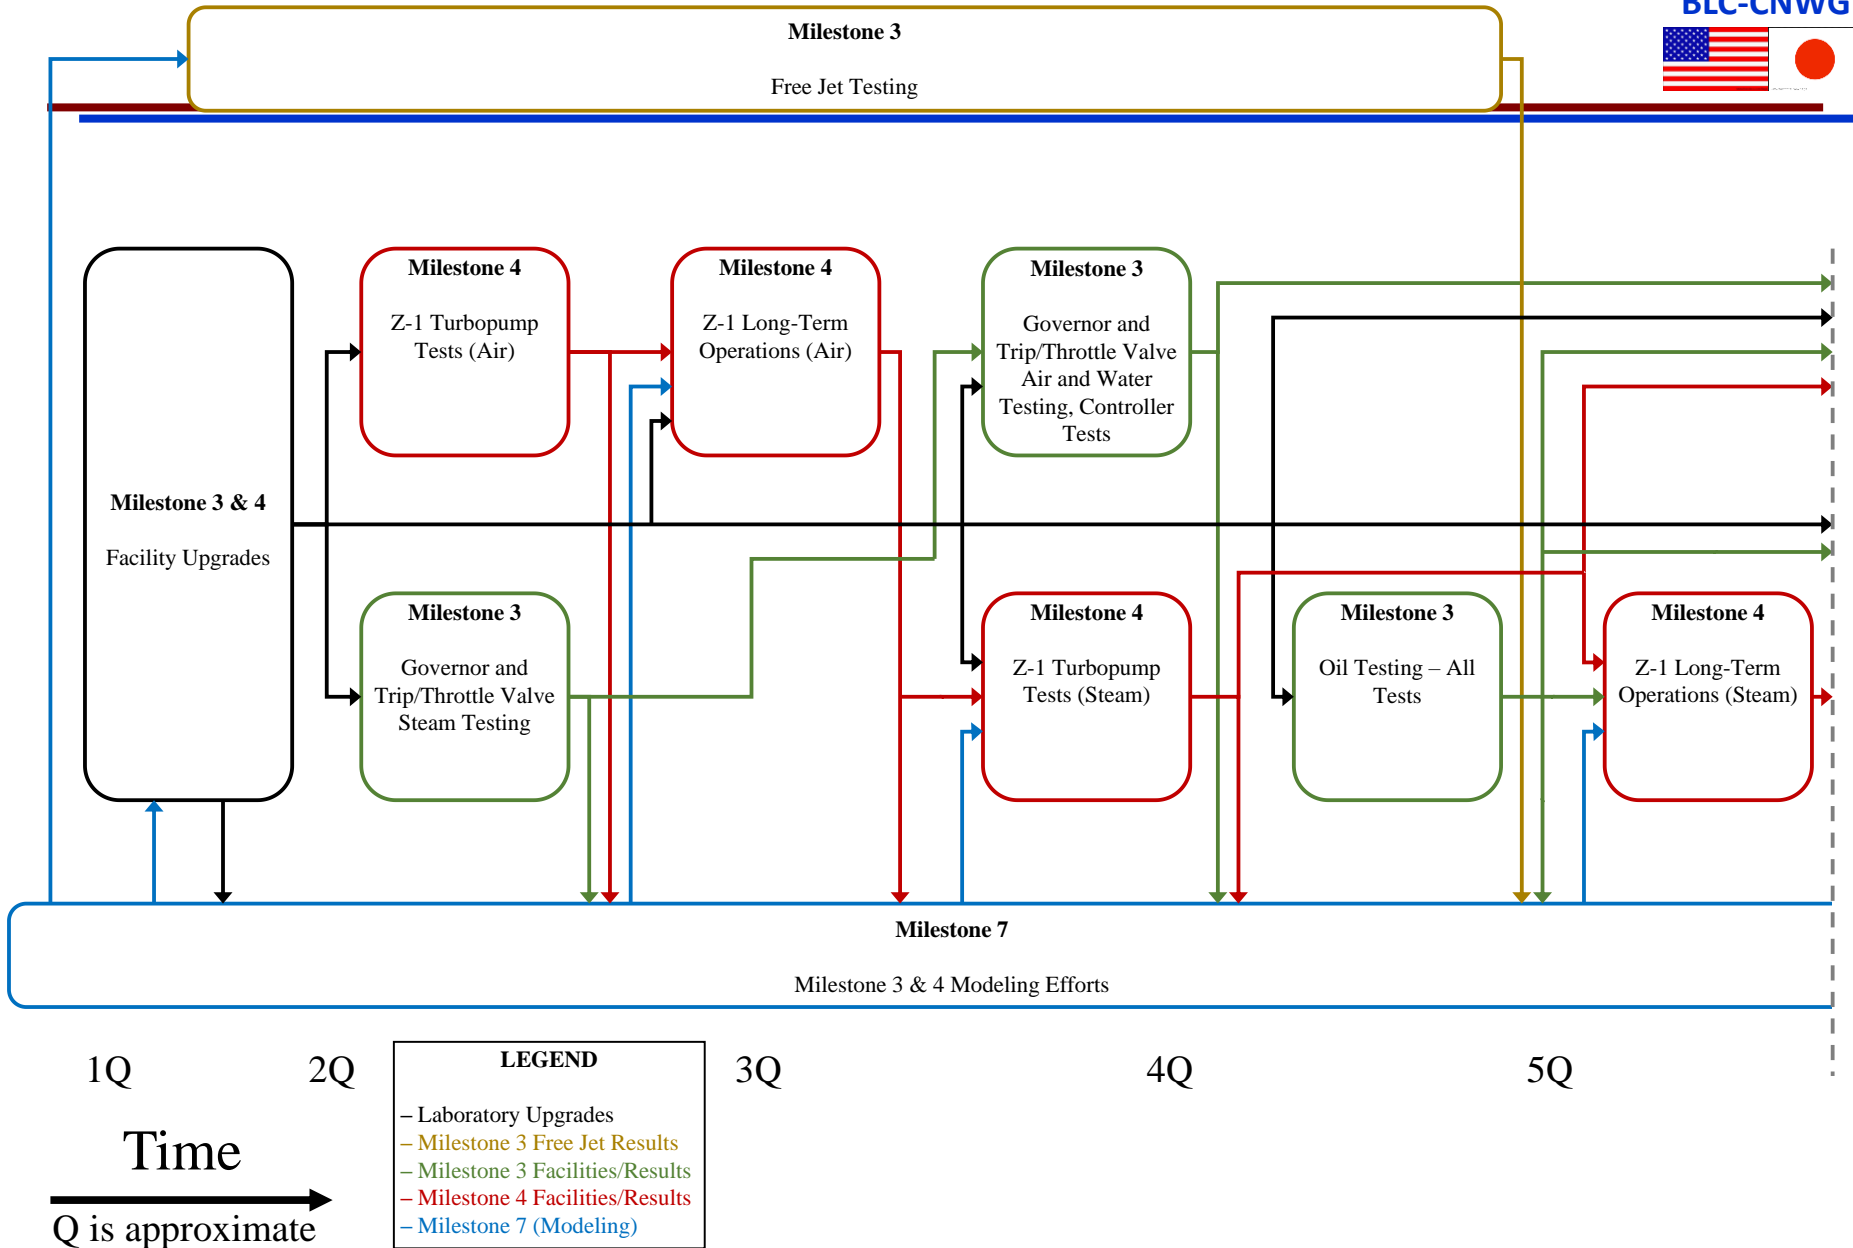 BLC-CNWG
Milestone 3
Free Jet Testing
Milestone 3 & 4
Facility Upgrades
Milestone 4
Z-1 Turbopump
Tests (Air)
Milestone 4
Z-1 Long-Term
Operations (Air)
Milestone 3
Governor and
Trip/Throttle Valve
Air and Water
Testing, Controller
Tests
Milestone 3
Governor and
Trip/Throttle Valve
Steam Testing
Milestone 4
Z-1 Turbopump
Tests (Steam)
Milestone 3
Oil Testing – All
Tests
Milestone 4
Z-1 Long-Term
Operations (Steam)
Milestone 7
Milestone 3 & 4 Modeling Efforts
1Q
2Q
3Q
4Q
5Q
Time
Q is approximate
LEGEND
– Laboratory Upgrades
– Milestone 3 Free Jet Results
– Milestone 3 Facilities/Results
– Milestone 4 Facilities/Results
– Milestone 7 (Modeling)